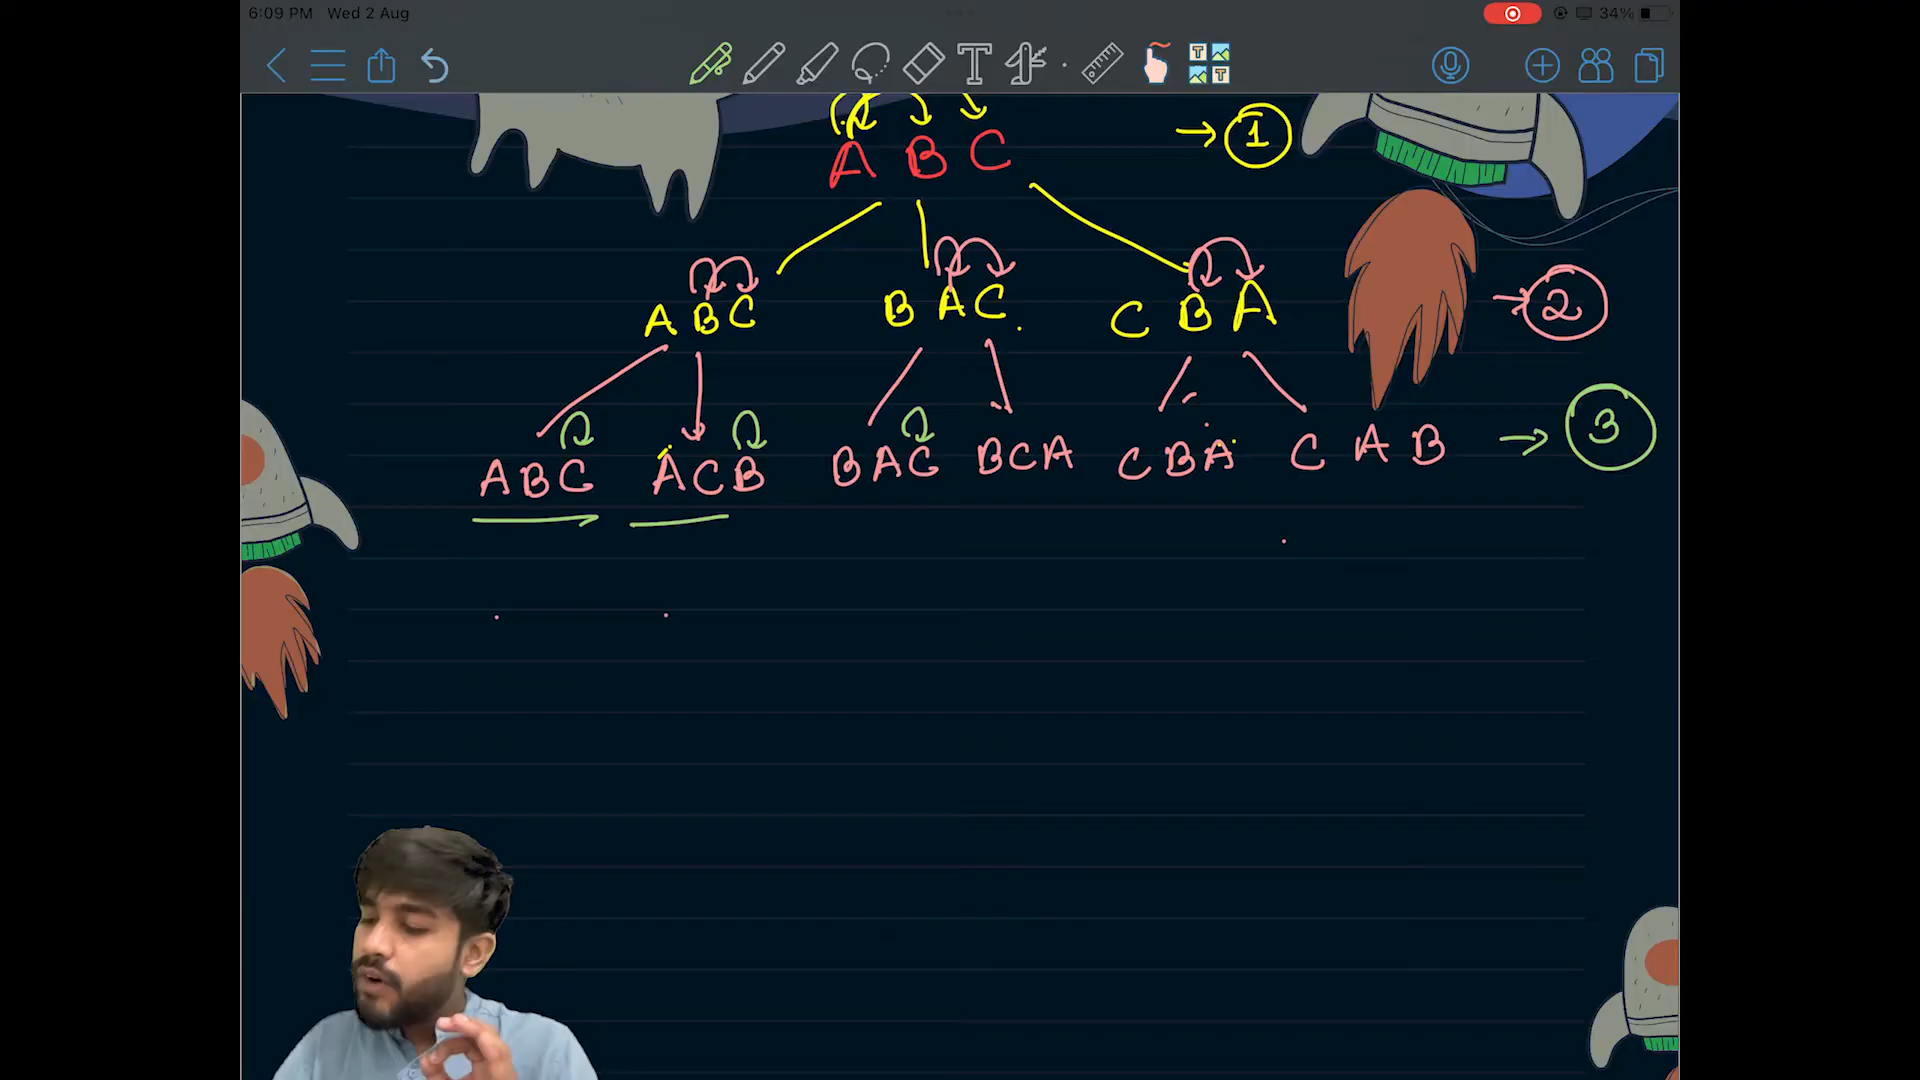 6:09 PM Wed 2 Aug 34%
A B C → 1
A B C B A C C B A → 2
A B C A C B B A C B C A C B A C A B → 3